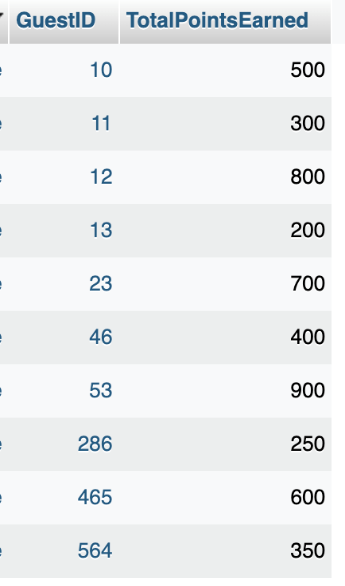 GuestID TotalPointsEarned
e 10 500
e 11 300
e 12 800
e 13 200
e 23 700
e 46 400
e 53 900
e 286 250
e 465 600
e 564 350